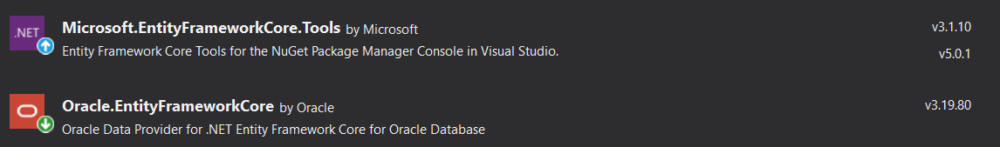 .NET
Microsoft.EntityFrameworkCore.Tools by Microsoft v3.1.10
Entity Framework Core Tools for the NuGet Package Manager Console in Visual Studio. v5.0.1
Oracle.EntityFrameworkCore by Oracle v3.19.80
Oracle Data Provider for .NET Entity Framework Core for Oracle Database